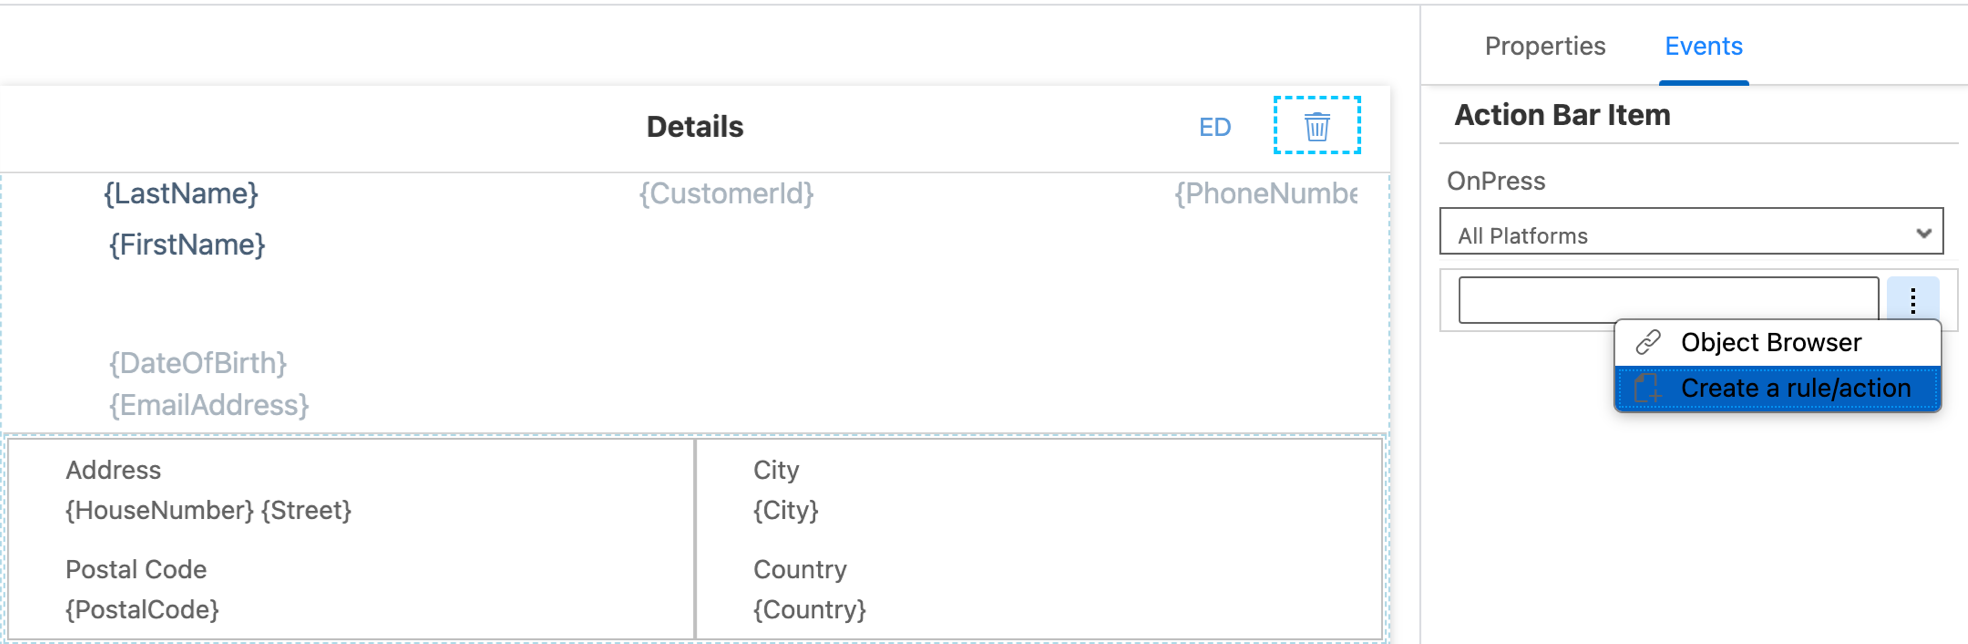 Properties Events
Details ED
Action Bar Item
{LastName} {CustomerId} {PhoneNumbe
OnPress
All Platforms
{FirstName}
Object Browser
Create a rule/action
{DateOfBirth}
{EmailAddress}
Address City
{HouseNumber} {Street} {City}
Postal Code Country
{PostalCode} {Country}